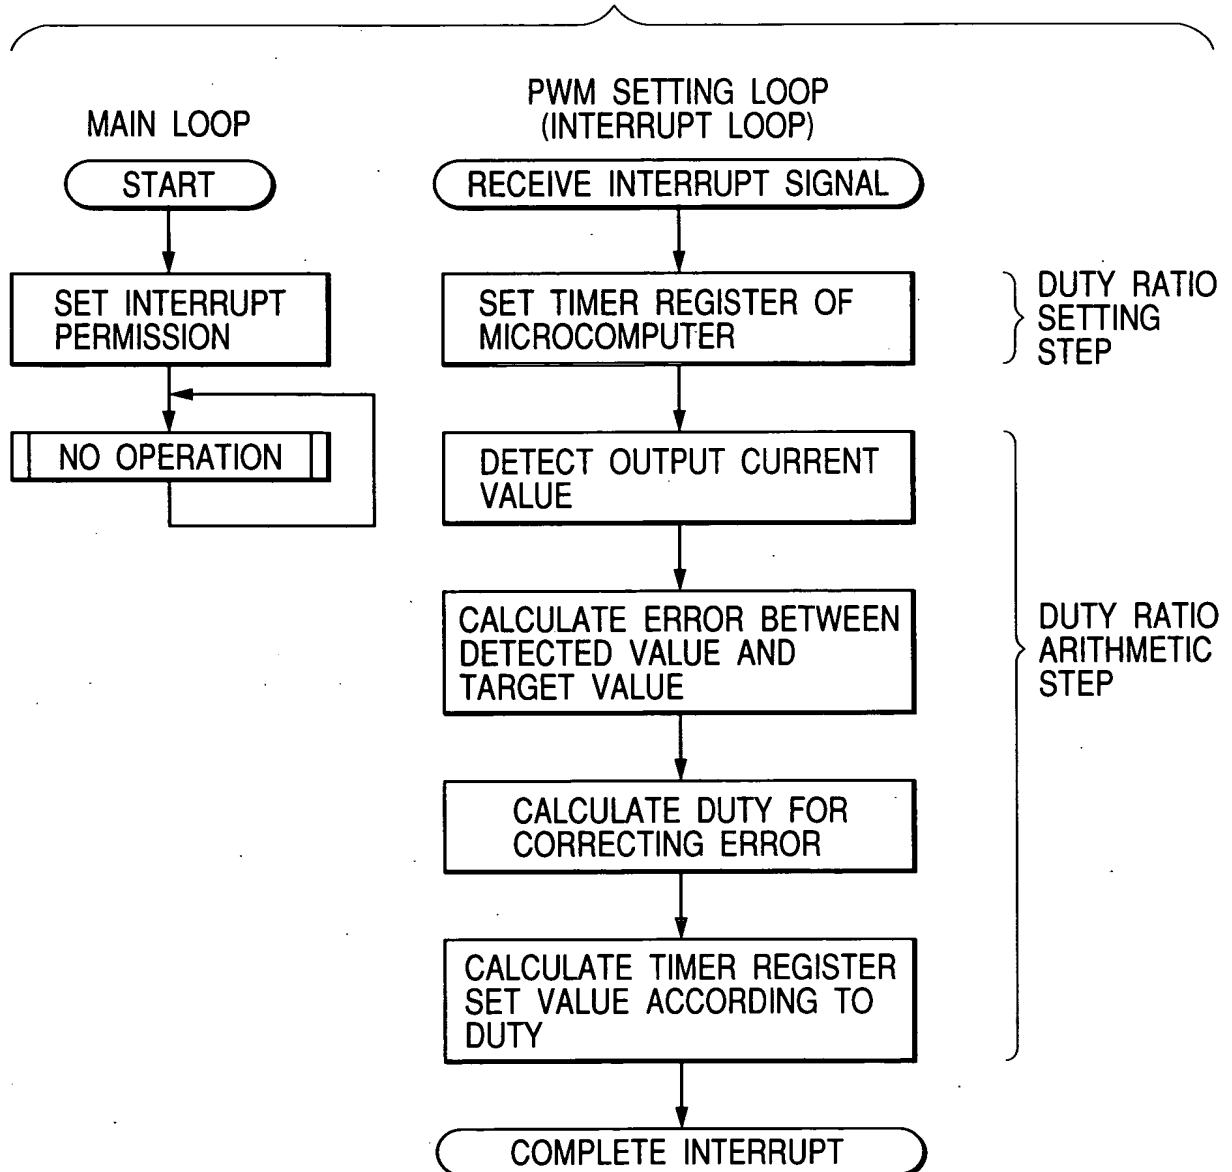 MAIN LOOP
START
SET INTERRUPT
PERMISSION
NO OPERATION
PWM SETTING LOOP
(INTERRUPT LOOP)
RECEIVE INTERRUPT SIGNAL
SET TIMER REGISTER OF
MICROCOMPUTER
DUTY RATIO
SETTING
STEP
DETECT OUTPUT CURRENT
VALUE
CALCULATE ERROR BETWEEN
DETECTED VALUE AND
TARGET VALUE
CALCULATE DUTY FOR
CORRECTING ERROR
CALCULATE TIMER REGISTER
SET VALUE ACCORDING TO
DUTY
DUTY RATIO
ARITHMETIC
STEP
COMPLETE INTERRUPT